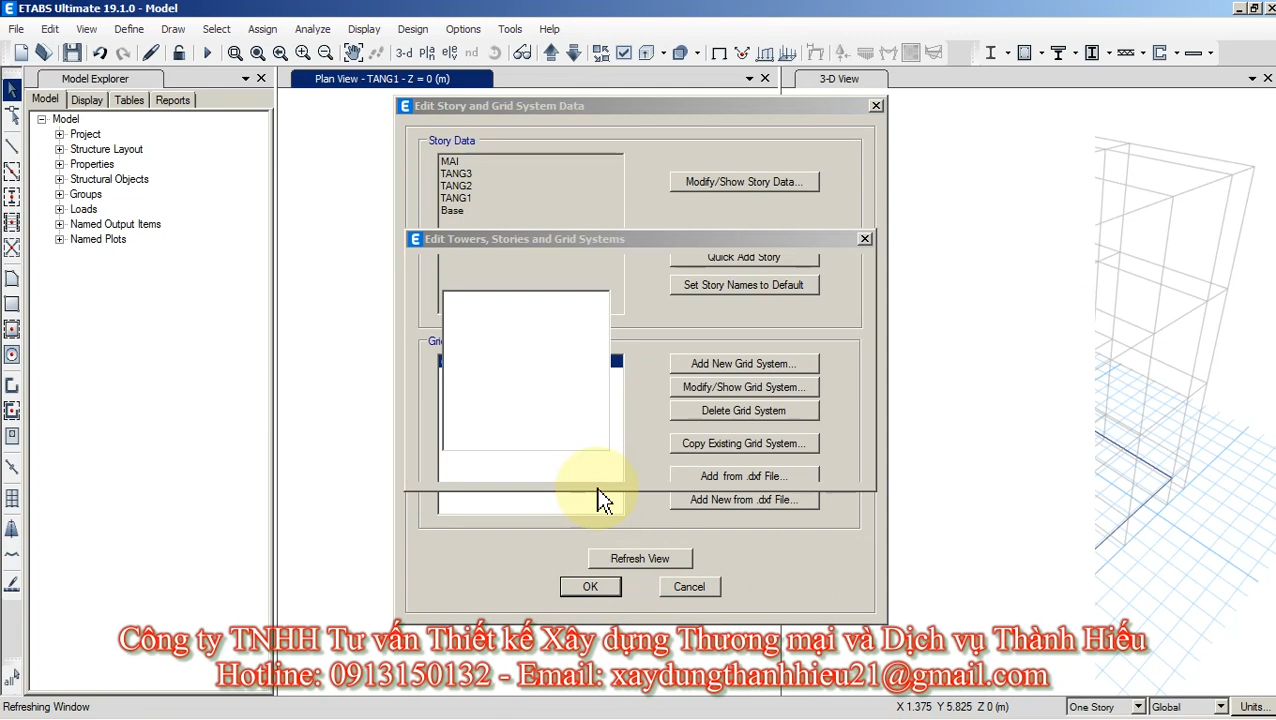 ETABS Ultimate 19.1.0 - Model
File Edit View Define Draw Select Assign Analyze Display Design Options Tools Help
3-d
Model Explorer
Plan View - TANG1 - Z = 0 (m)
3-D View
Model Display Tables Reports
Model
Project
Structure Layout
Properties
Structural Objects
Groups
Loads
Named Output Items
Named Plots
Edit Story and Grid System Data
Story Data
MAI
TANG3
TANG2
TANG1
Base
Modify/Show Story Data...
Edit Towers, Stories and Grid Systems
Quick Add Story
Set Story Names to Default
Add New Grid System...
Modify/Show Grid System...
Delete Grid System
Copy Existing Grid System...
Add from .dxf File...
Add New from .dxf File...
Refresh View
OK Cancel
Công ty TNHH Tư vấn Thiết kế Xây dựng Thương mại và Dịch vụ Thành Hiếu
Hotline: 0913150132 - Email: xaydungthanhhieu21@gmail.com
Refreshing Window
X 1.375 Y 5.825 Z 0 (m)
One Story
Global
Units...